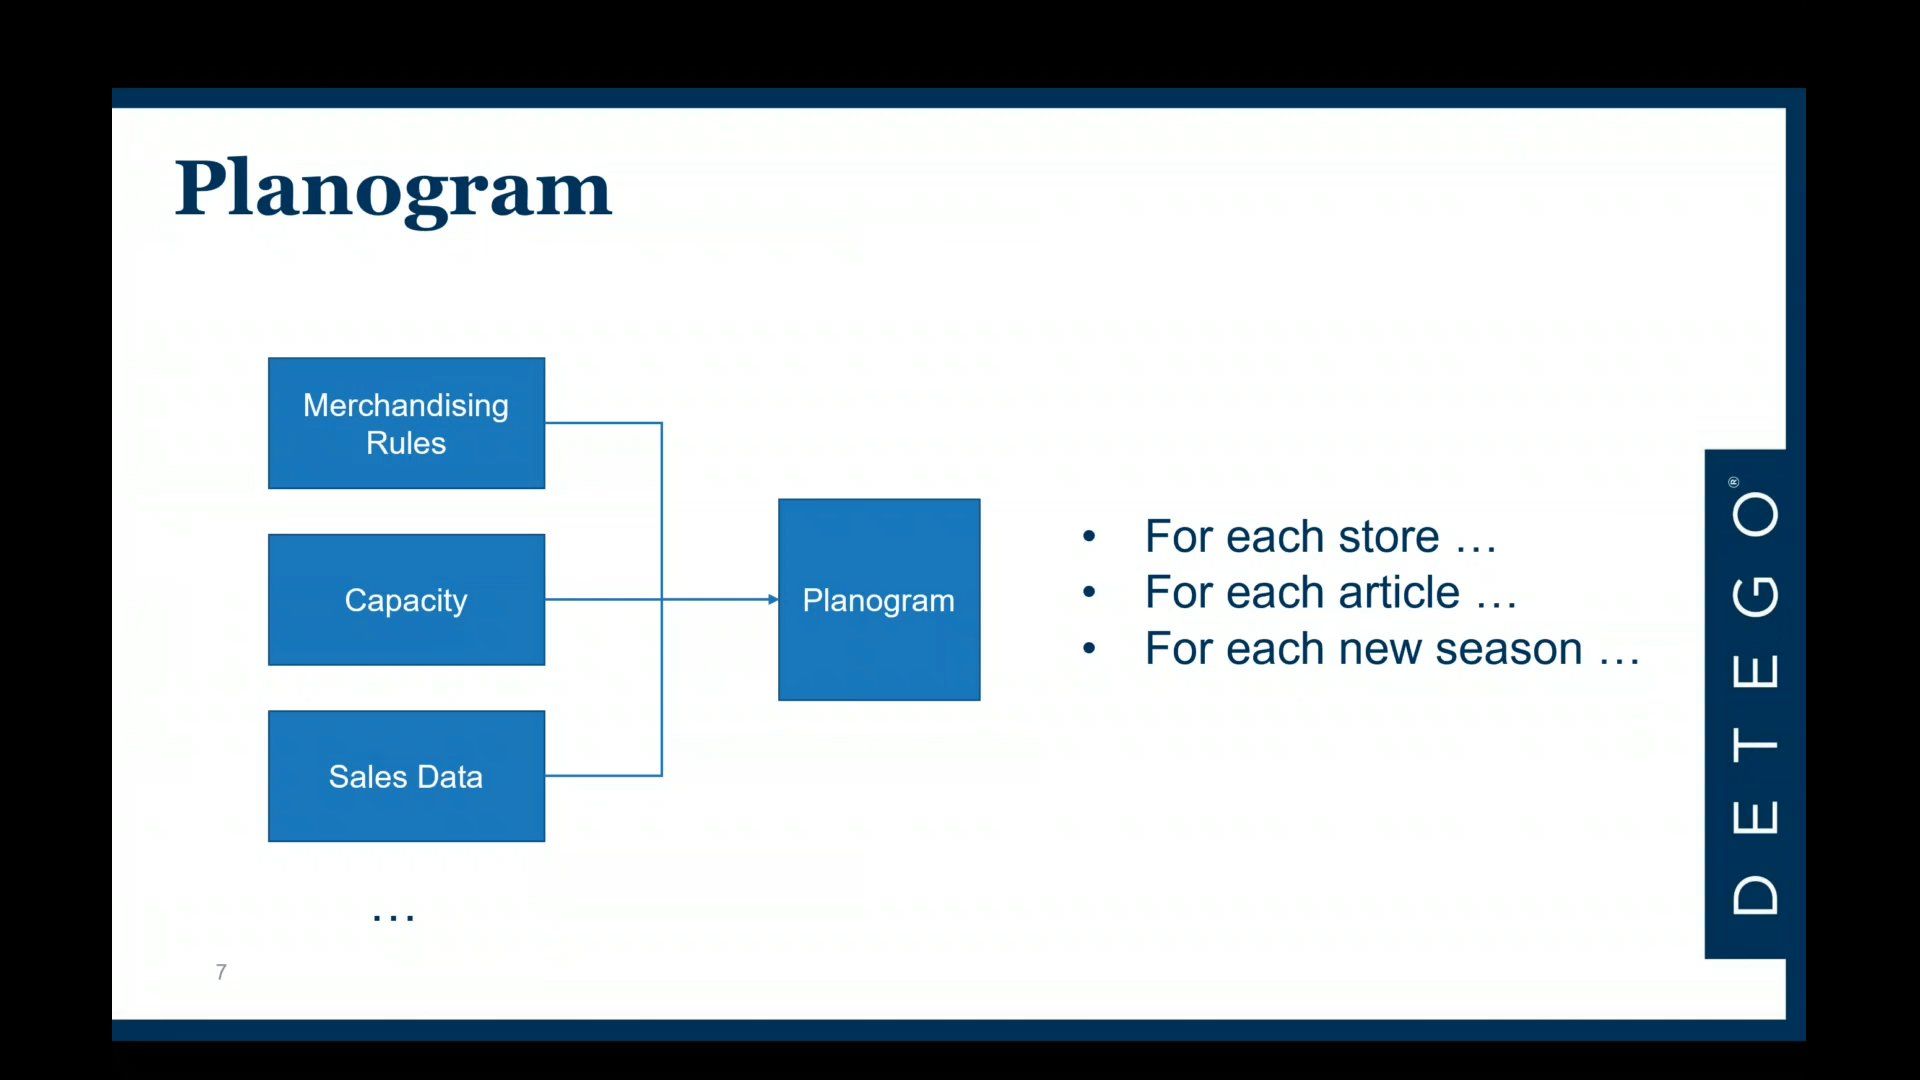 Planogram
Merchandising
Rules
Capacity
Sales Data
…
Planogram
• For each store …
• For each article …
• For each new season …
DETEGO®
7